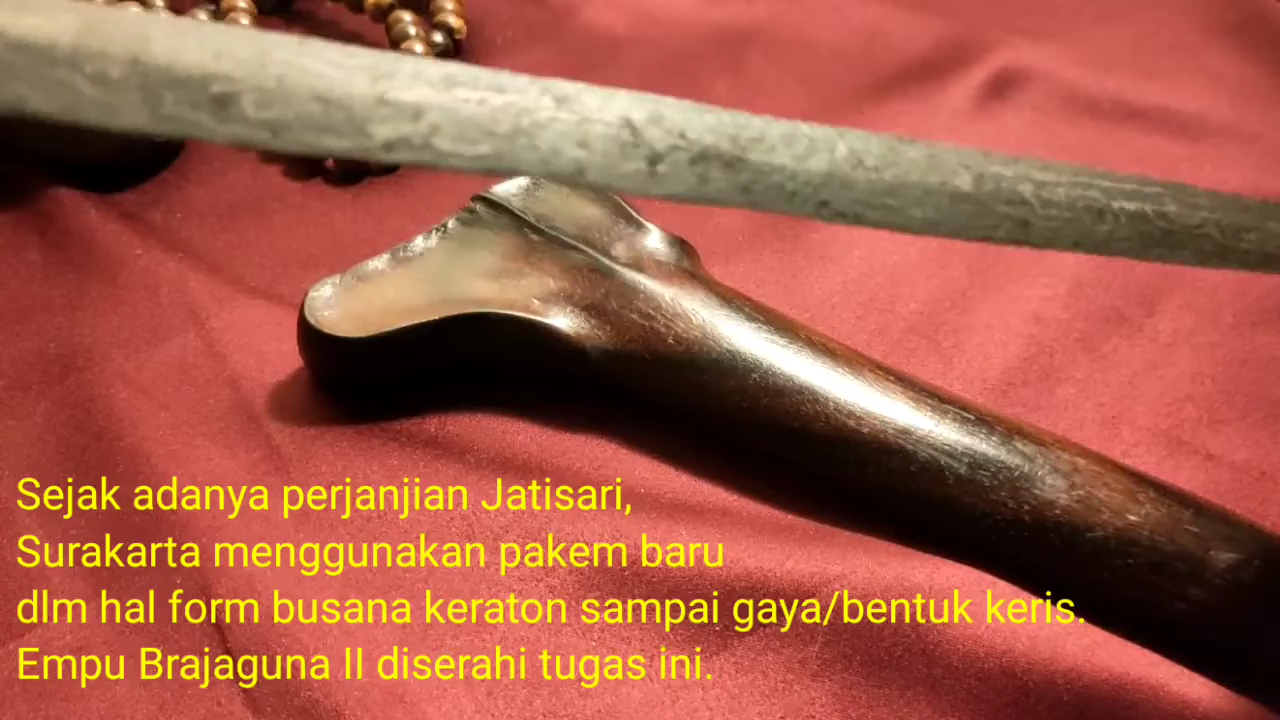 Sejak adanya perjanjian Jatisari,
Surakarta menggunakan pakem baru
dlm hal form busana keraton sampai gaya/bentuk keris.
Empu Brajaguna II diserahi tugas ini.